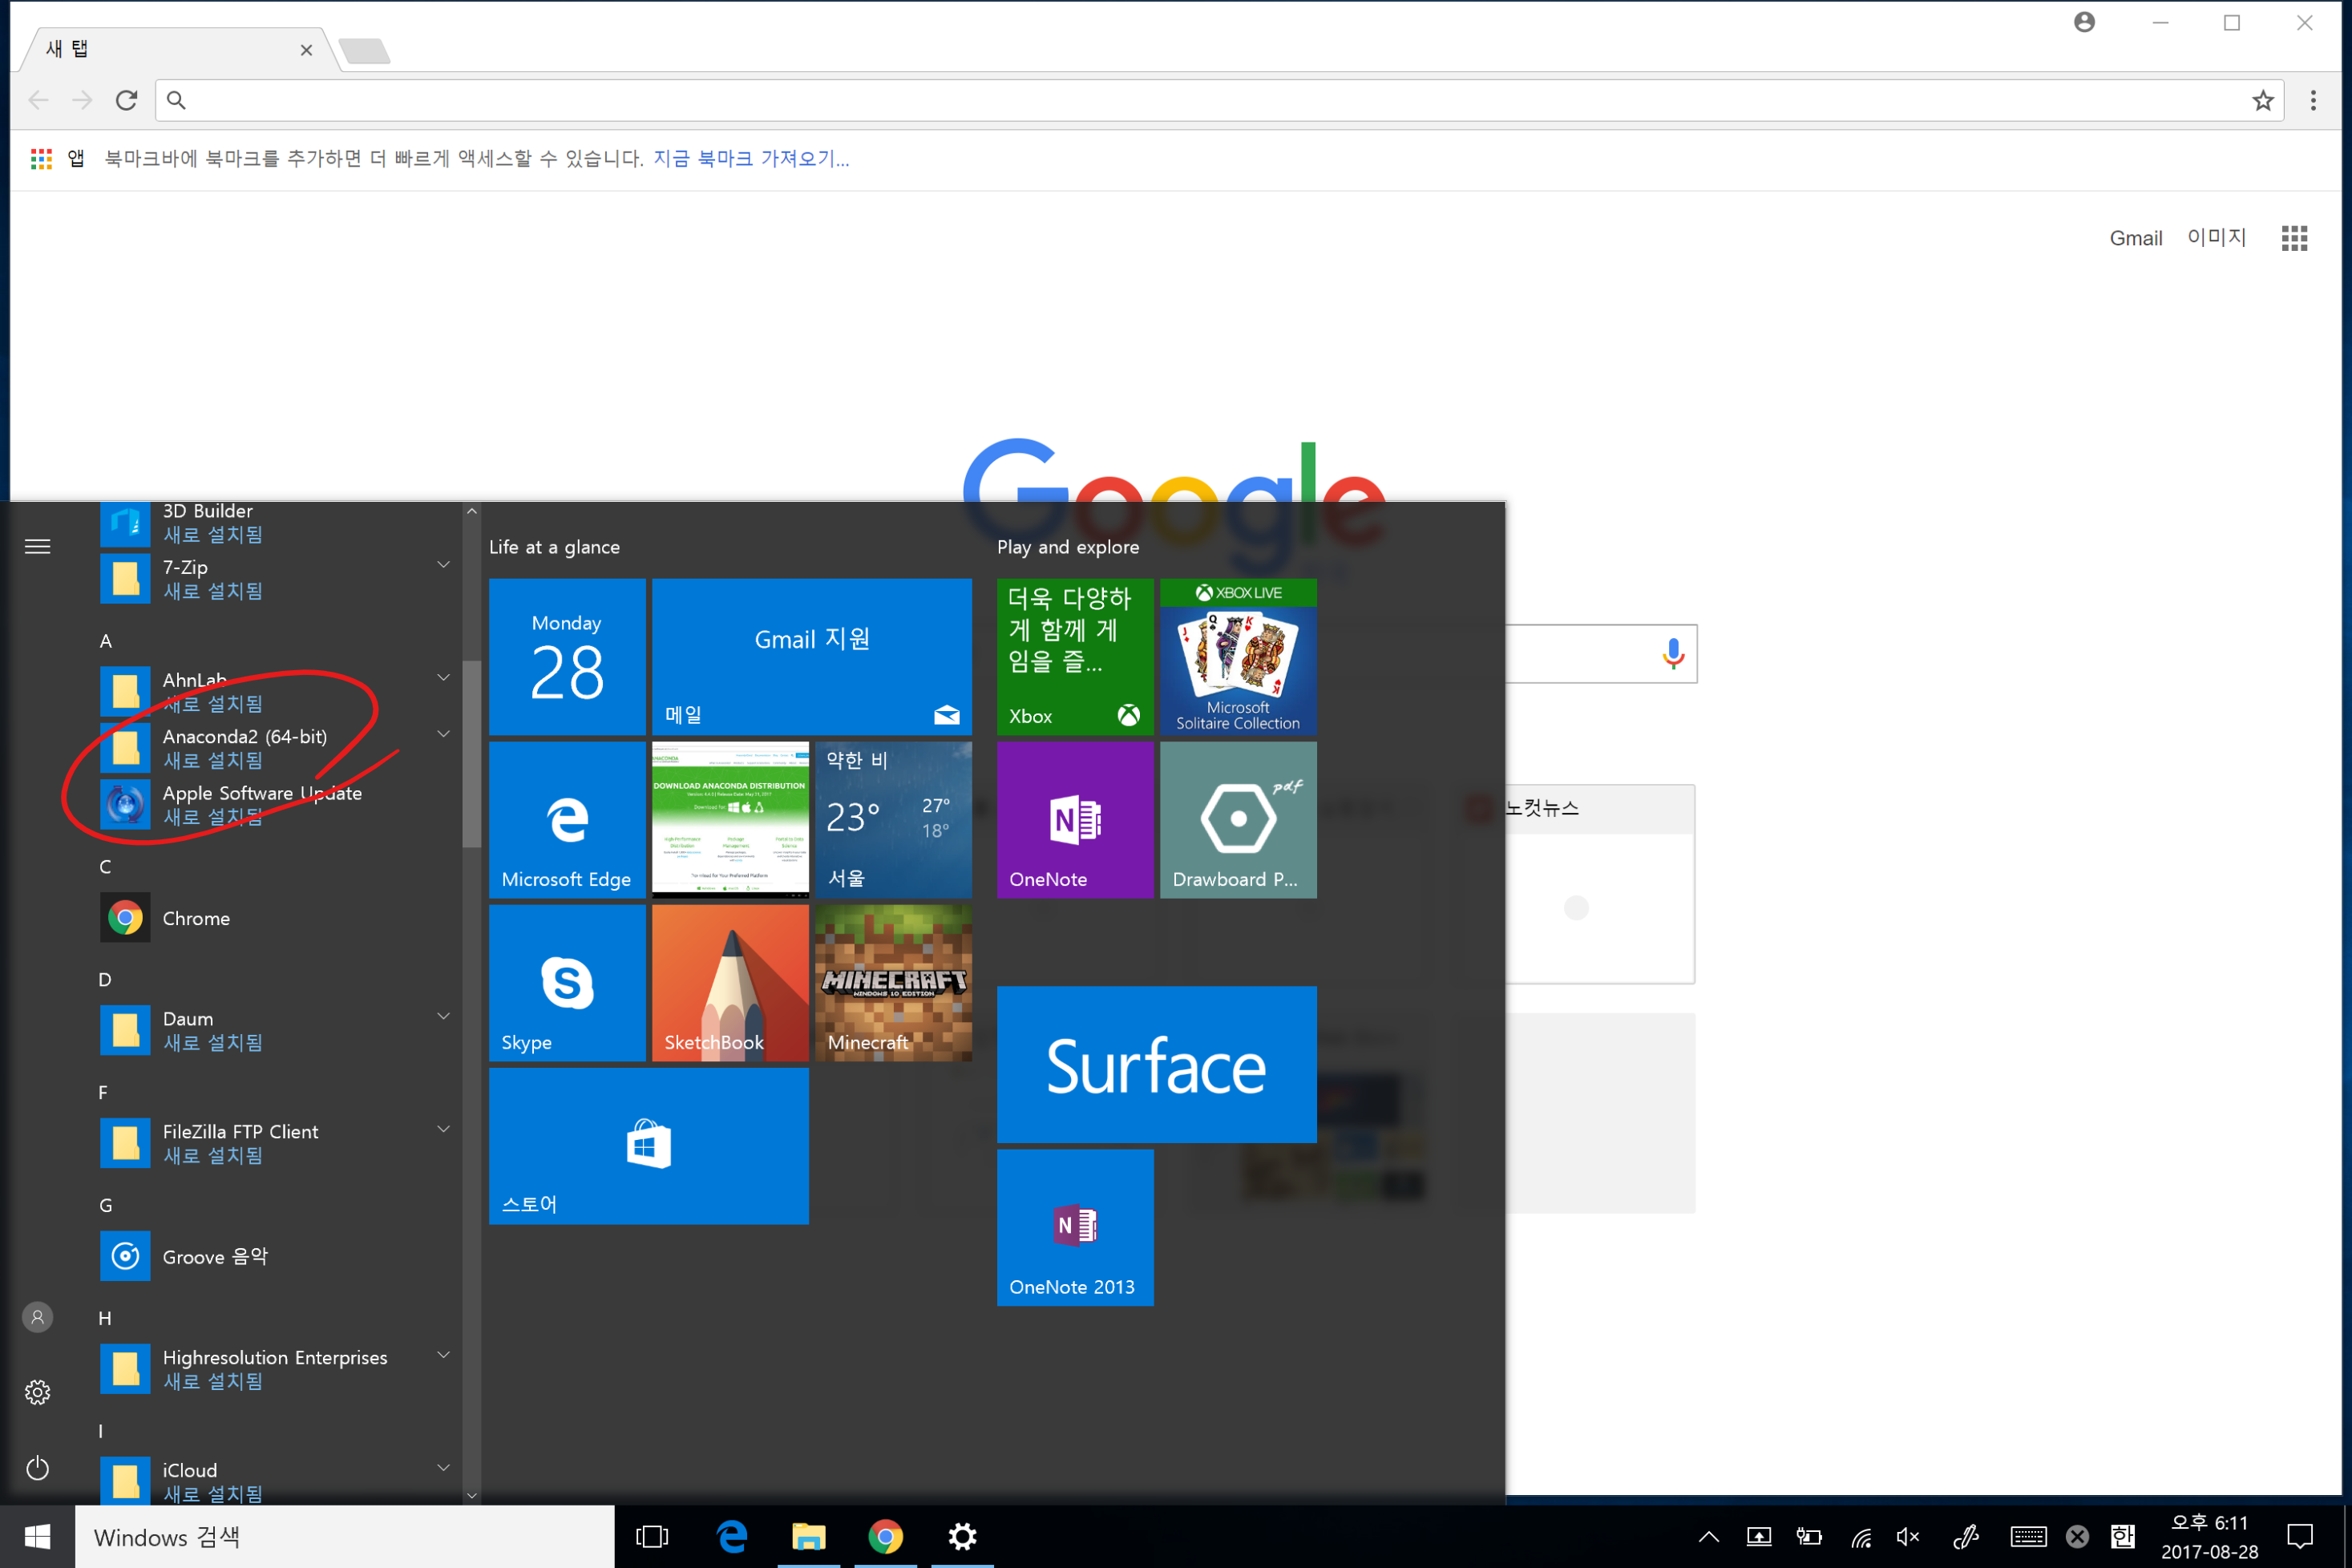 새 탭
앱 북마크바에 북마크를 추가하면 더 빠르게 액세스할 수 있습니다. 지금 북마크 가져오기...
Gmail 이미지
Google
노컷뉴스
3D Builder
새로 설치됨
7-Zip
새로 설치됨
A
AhnLab
새로 설치됨
Anaconda2 (64-bit)
새로 설치됨
Apple Software Update
새로 설치됨
C
Chrome
D
Daum
새로 설치됨
F
FileZilla FTP Client
새로 설치됨
G
Groove 음악
H
Highresolution Enterprises
새로 설치됨
I
iCloud
새로 설치됨
Life at a glance
Monday
28
Gmail 지원
메일
Microsoft Edge
DOWNLOAD ANACONDA DISTRIBUTION
약한 비
23°
27°
18°
서울
Skype
SketchBook
MINECRAFT
WINDOWS 10 EDITION
Minecraft
스토어
Play and explore
더욱 다양하
게 함께 게
임을 즐...
Xbox
XBOX LIVE
J Q K K
Microsoft
Solitaire Collection
OneNote
pdf
Drawboard P...
Surface
OneNote 2013
Windows 검색
한
오후 6:11
2017-08-28